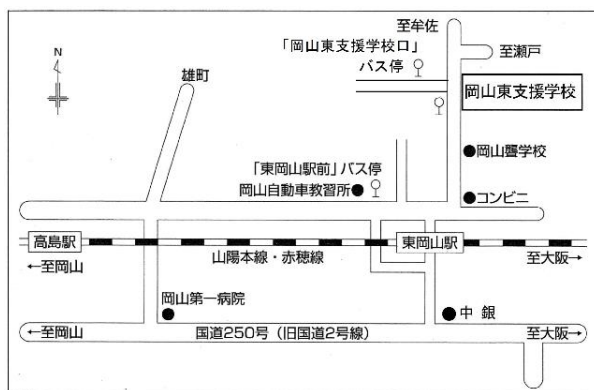 至牟佐
「岡山東支援学校口」
バス停
至瀬戸
N
雄町
岡山東支援学校
岡山聾学校
「東岡山駅前」バス停
岡山自動車教習所
コンビニ
高島駅
東岡山駅
山陽本線・赤穂線
←至岡山
至大阪→
岡山第一病院
中 銀
←至岡山
国道250号（旧国道2号線）
至大阪→